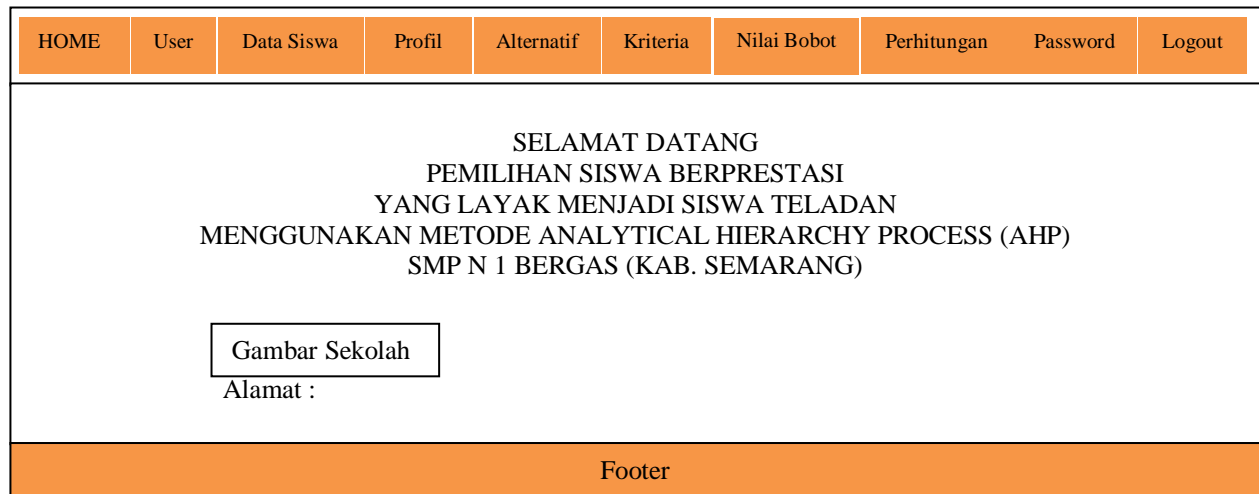 HOME User Data Siswa Profil Alternatif Kriteria Nilai Bobot Perhitungan Password Logout
SELAMAT DATANG
PEMILIHAN SISWA BERPRESTASI
YANG LAYAK MENJADI SISWA TELADAN
MENGGUNAKAN METODE ANALYTICAL HIERARCHY PROCESS (AHP)
SMP N 1 BERGAS (KAB. SEMARANG)
Gambar Sekolah
Alamat :
Footer